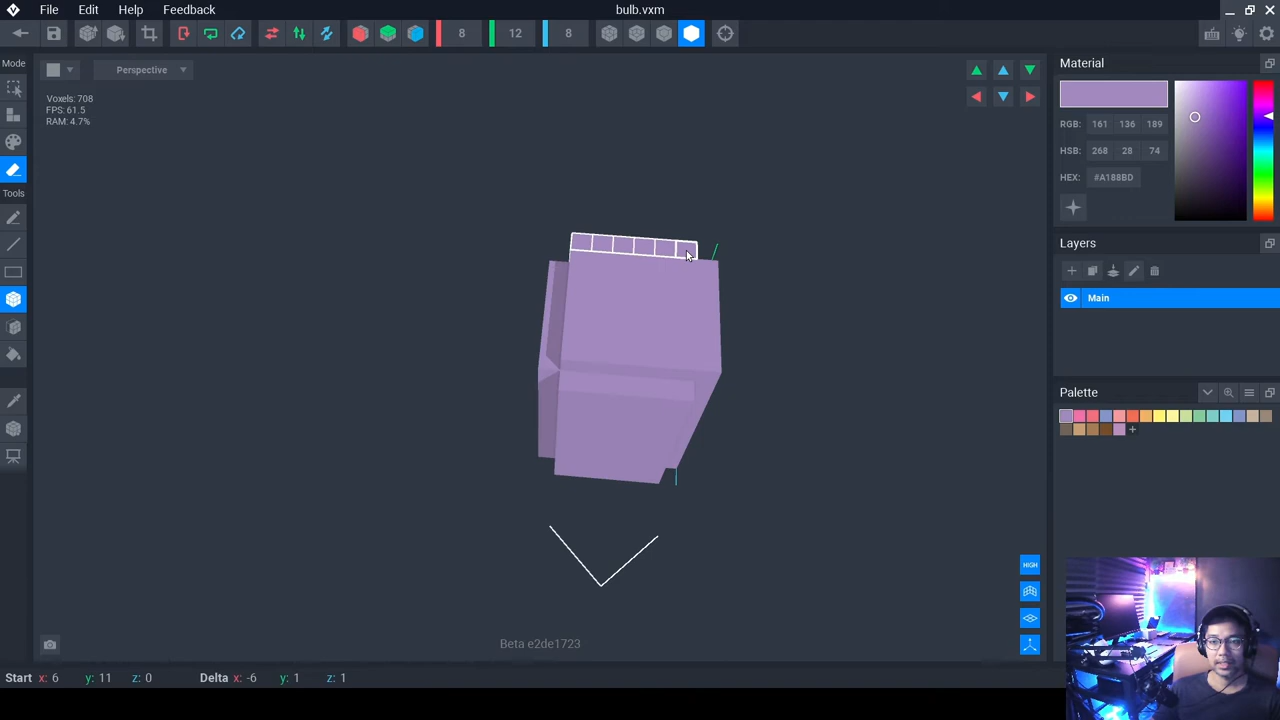 File Edit Help Feedback bulb.vxm
8 12 8
Mode
Perspective
Voxels: 708
FPS: 61.5
RAM: 4.7%
Tools
Material
RGB: 161 136 189
HSB: 268 28 74
HEX: #A188BD
Layers
Main
Palette
HIGH
Beta e2de1723
Start x: 6 y: 11 z: 0 Delta x: -6 y: 1 z: 1